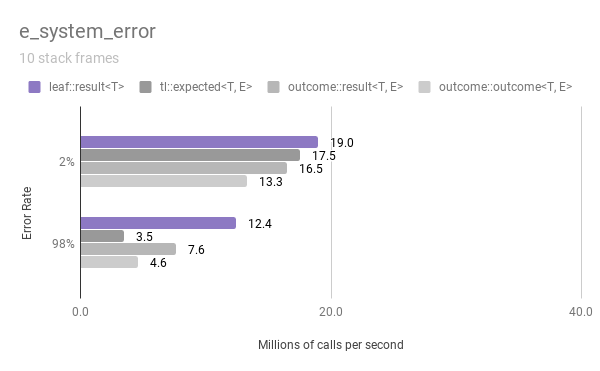 e_system_error
10 stack frames
leaf::result<T> tl::expected<T, E> outcome::result<T, E> outcome::outcome<T, E>
Error Rate
2%
19.0
17.5
16.5
13.3
98%
12.4
3.5
7.6
4.6
0.0 20.0 40.0
Millions of calls per second